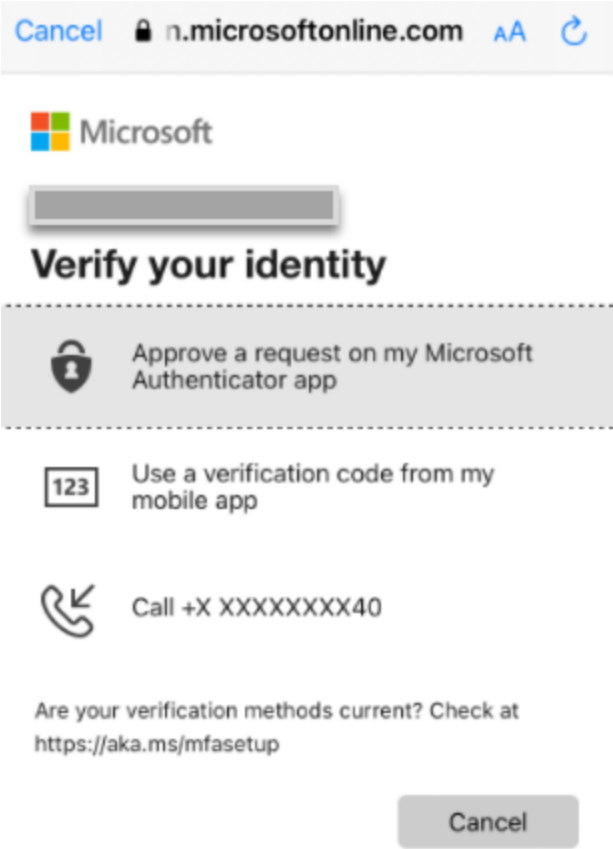 Cancel n.microsoftonline.com AA
Microsoft
Verify your identity
Approve a request on my Microsoft
Authenticator app
123
Use a verification code from my
mobile app
Call +X XXXXXXXX40
Are your verification methods current? Check at
https://aka.ms/mfasetup
Cancel